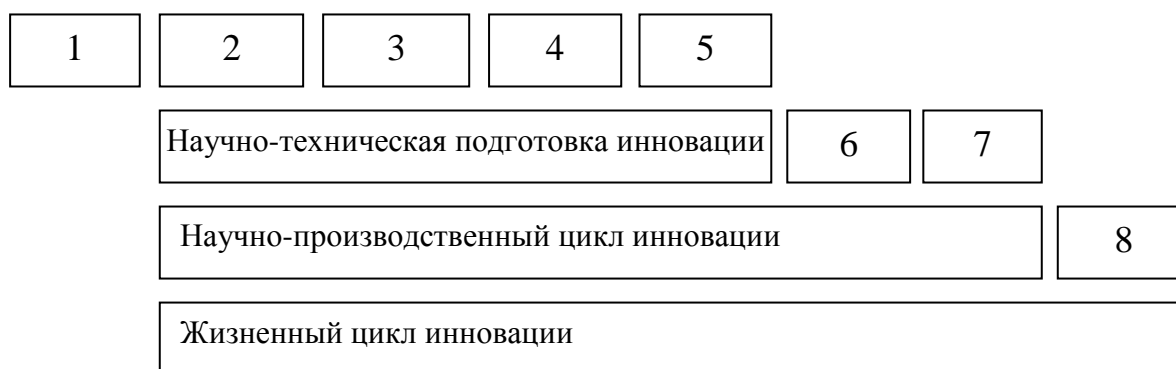 1 2 3 4 5
Научно-техническая подготовка инновации 6 7
Научно-производственный цикл инновации 8
Жизненный цикл инновации